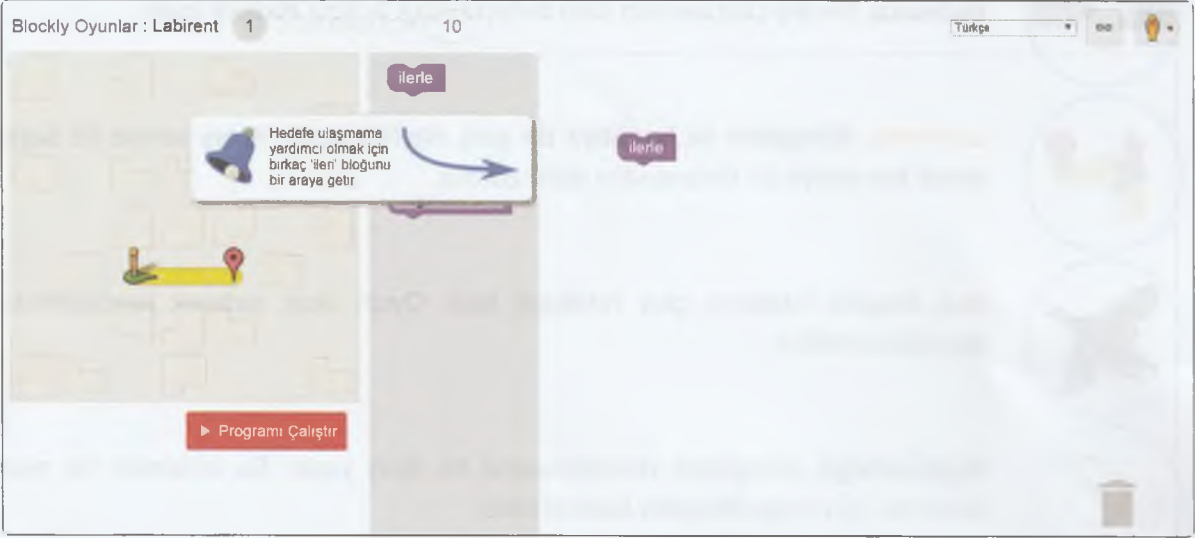 Blockly Oyunlar : Labirent 1 10 Türkçe
ilerle
Hedefe ulaşmama
yardımcı olmak için
birkaç 'ileri' bloğunu
bir araya getir
ilerle
Programı Çalıştır